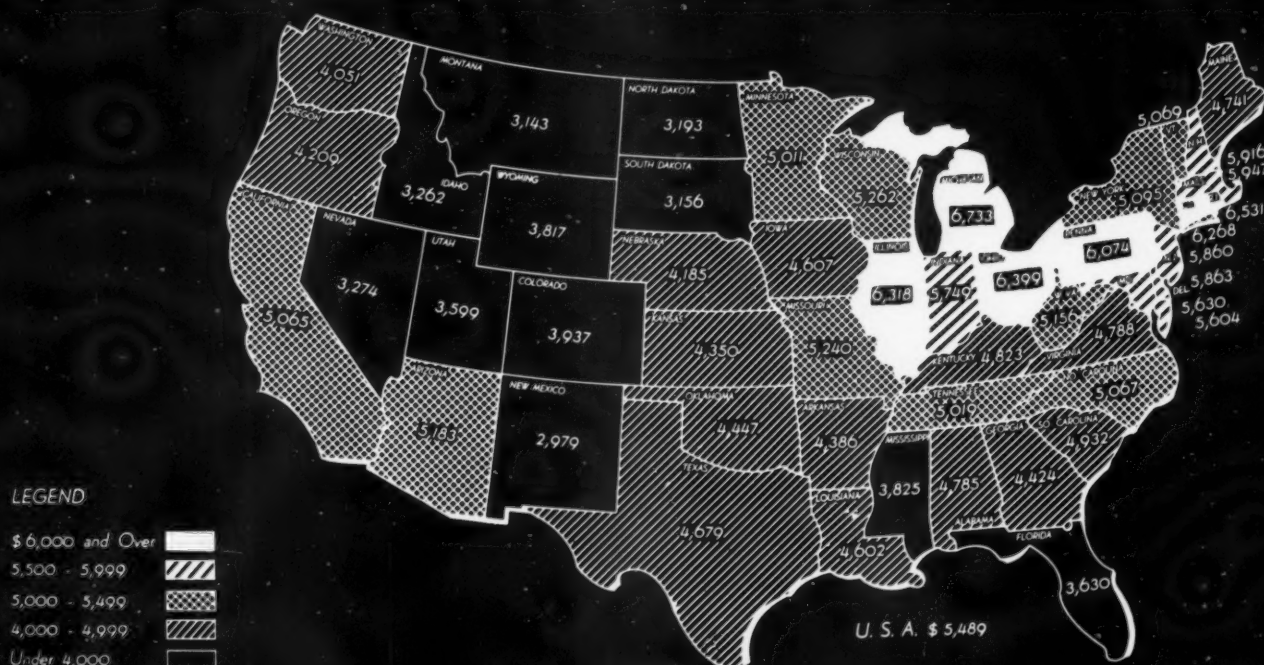 WASHINGTON
4,051
OREGON
4,209
CALIFORNIA
5,065
NEVADA
3,274
IDAHO
3,262
MONTANA
3,143
WYOMING
3,817
UTAH
3,599
COLORADO
3,937
ARIZONA
5,183
NEW MEXICO
2,979
NORTH DAKOTA
3,193
SOUTH DAKOTA
3,156
NEBRASKA
4,185
KANSAS
4,350
OKLAHOMA
4,447
TEXAS
4,679
MINNESOTA
5,011
IOWA
4,607
MISSOURI
5,240
ARKANSAS
4,386
LOUISIANA
4,602
WISCONSIN
5,262
ILLINOIS
6,318
MICHIGAN
6,733
INDIANA
5,749
OHIO
6,399
KENTUCKY 4,823
TENNESSEE
5,019
MISSISSIPPI
3,825
ALABAMA
4,785
GEORGIA
4,424
FLORIDA
3,630
SO CAROLINA
4,932
NO CAROLINA
5,067
VIRGINIA
4,788
5,156
PENNA
6,074
NEW YORK
5,095
VT
5,069
N H
MAINE
4,741
MASS
5,916
5,947
6,531
6,268
5,860
N J
DEL 5,863
5,630
5,604
LEGEND
$6,000 and Over
5,500 - 5,999
5,000 - 5,499
4,000 - 4,999
Under 4,000
U. S. A. $5,489